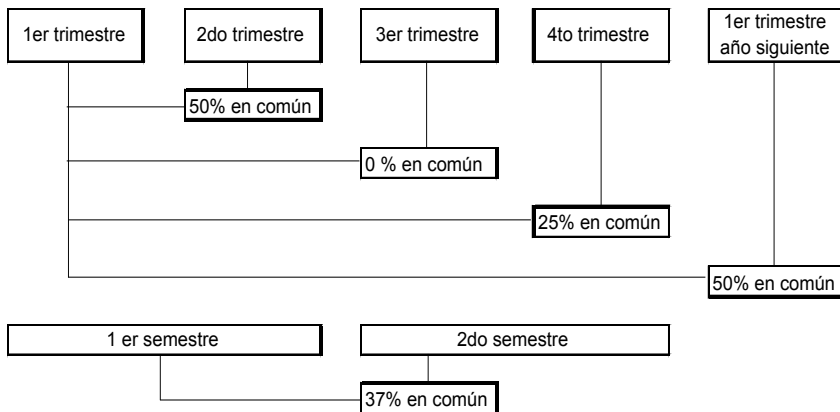 1er trimestre
2do trimestre
3er trimestre
4to trimestre
1er trimestre
año siguiente
50% en común
0 % en común
25% en común
50% en común
1 er semestre
2do semestre
37% en común